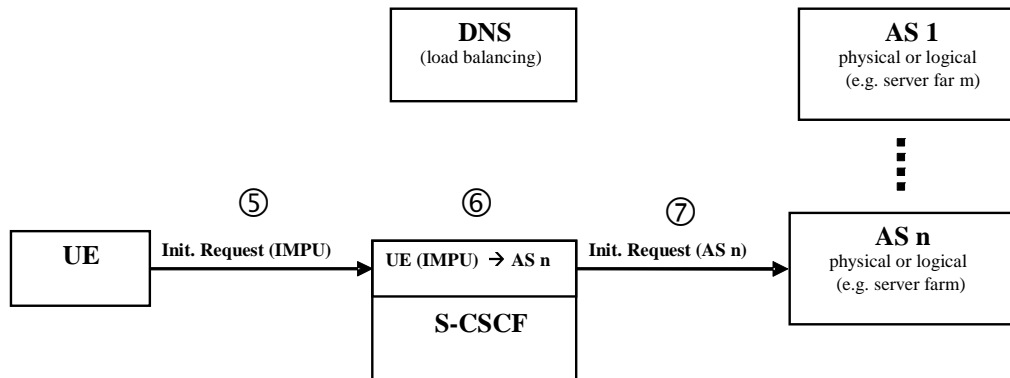 DNS
(load balancing)
AS 1
physical or logical
(e.g. server far m)
⑤
⑥
⑦
UE
Init. Request (IMPU)
UE (IMPU) → AS n
Init. Request (AS n)
AS n
physical or logical
(e.g. server farm)
S-CSCF